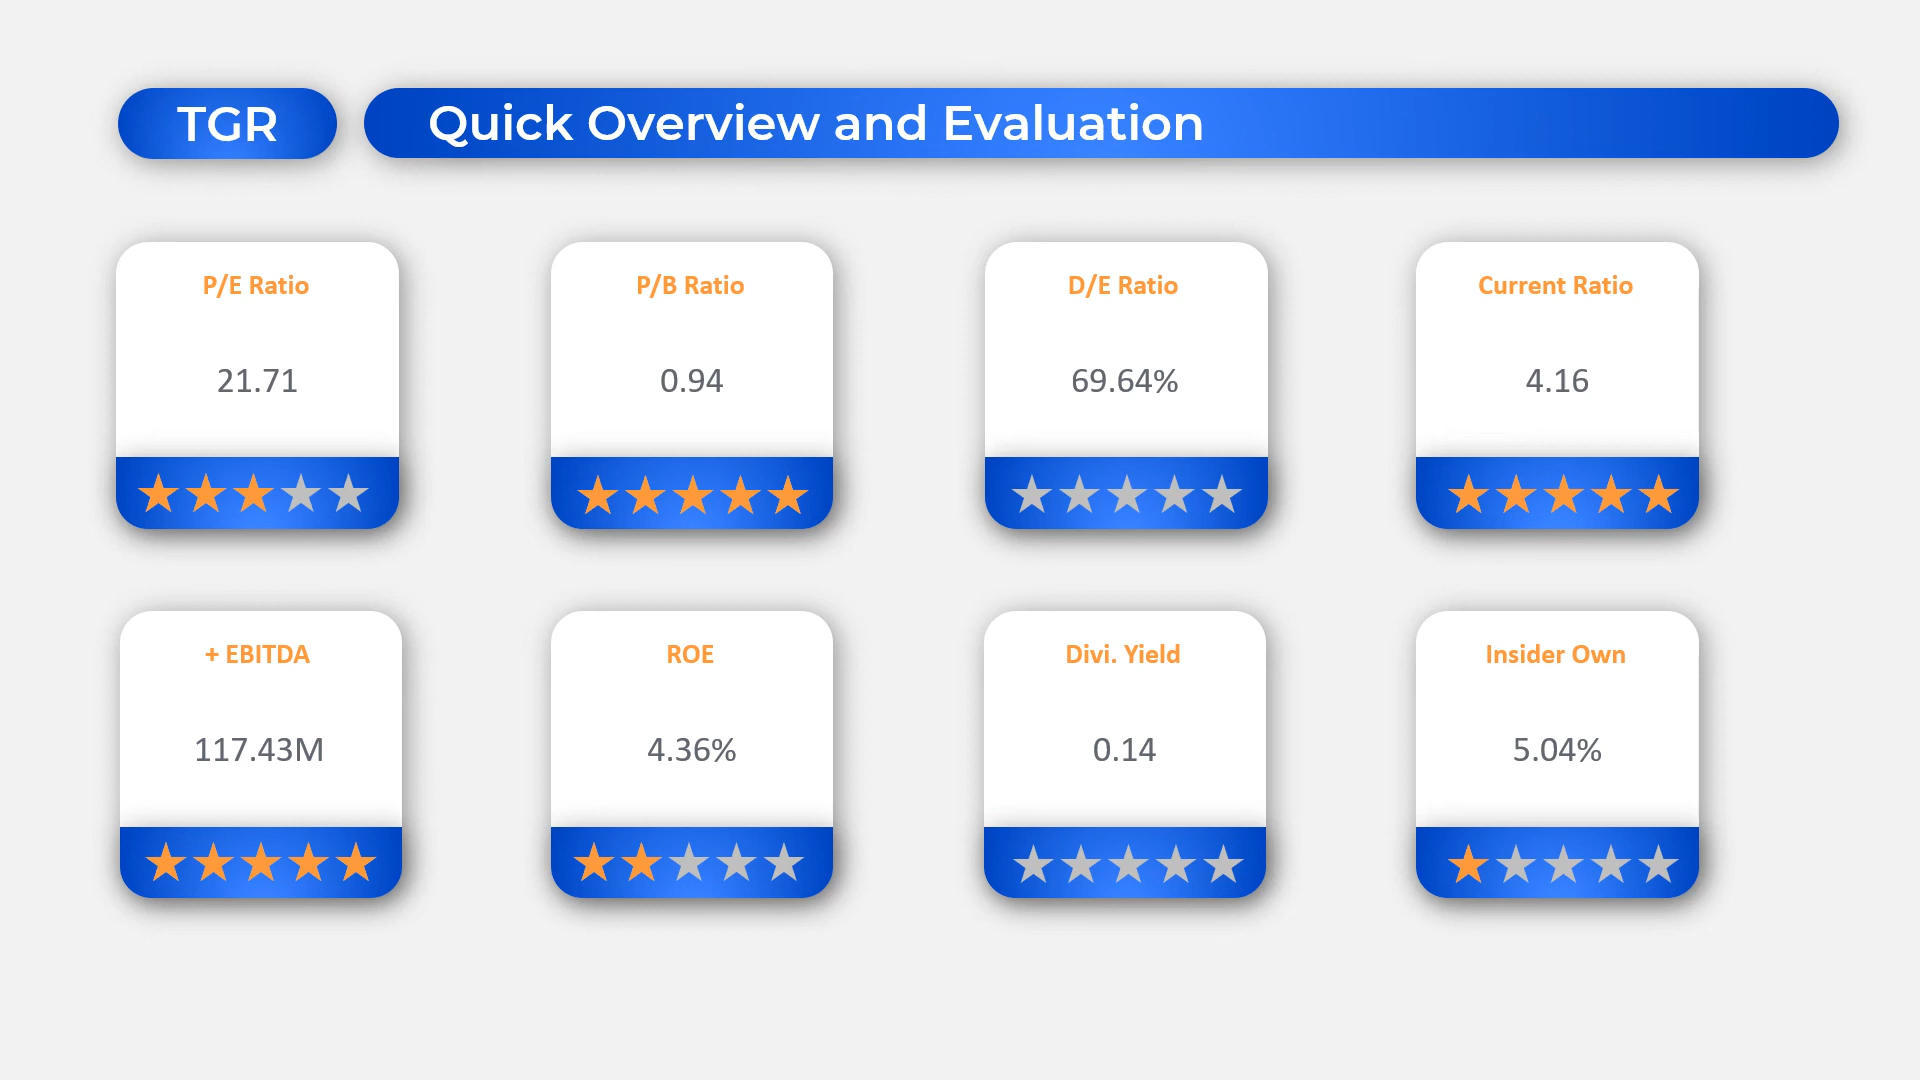 TGR
Quick Overview and Evaluation
P/E Ratio
21.71
P/B Ratio
0.94
D/E Ratio
69.64%
Current Ratio
4.16
+ EBITDA
117.43M
ROE
4.36%
Divi. Yield
0.14
Insider Own
5.04%